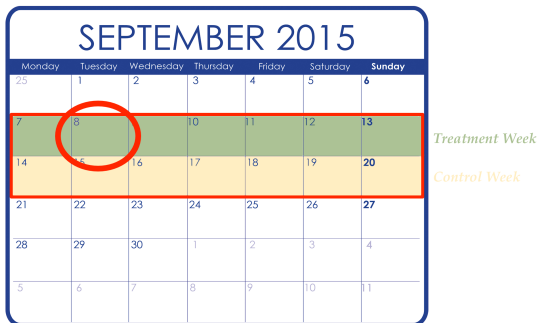 SEPTEMBER 2015
Monday Tuesday Wednesday Thursday Friday Saturday Sunday
25 1 2 3 4 5 6
7 8 10 11 12 13
Treatment Week
14 15 16 17 18 19 20
Control Week
21 22 23 24 25 26 27
28 29 30 1 2 3 4
5 6 7 8 9 10 11